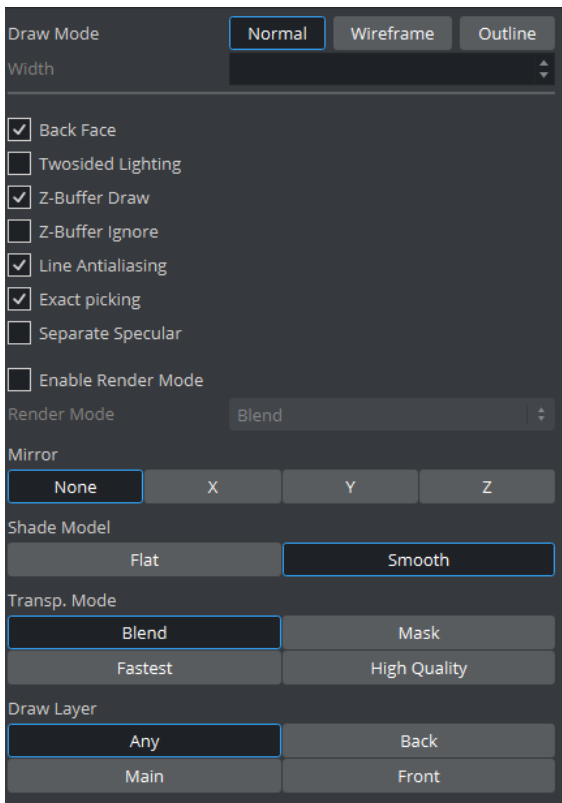 Draw Mode Normal Wireframe Outline
Width
Back Face
Twosided Lighting
Z-Buffer Draw
Z-Buffer Ignore
Line Antialiasing
Exact picking
Separate Specular
Enable Render Mode
Render Mode Blend
Mirror
None X Y Z
Shade Model
Flat Smooth
Transp. Mode
Blend Mask
Fastest High Quality
Draw Layer
Any Back
Main Front